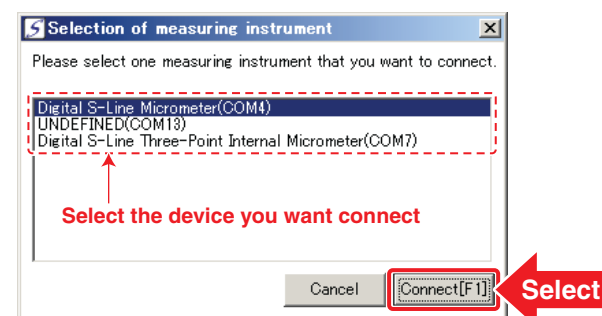 Selection of measuring instrument
Please select one measuring instrument that you want to connect.
Digital S-Line Micrometer(COM4)
UNDEFINED(COM13)
Digital S-Line Three-Point Internal Micrometer(COM7)
Select the device you want connect
Cancel
Connect[F1]
Select